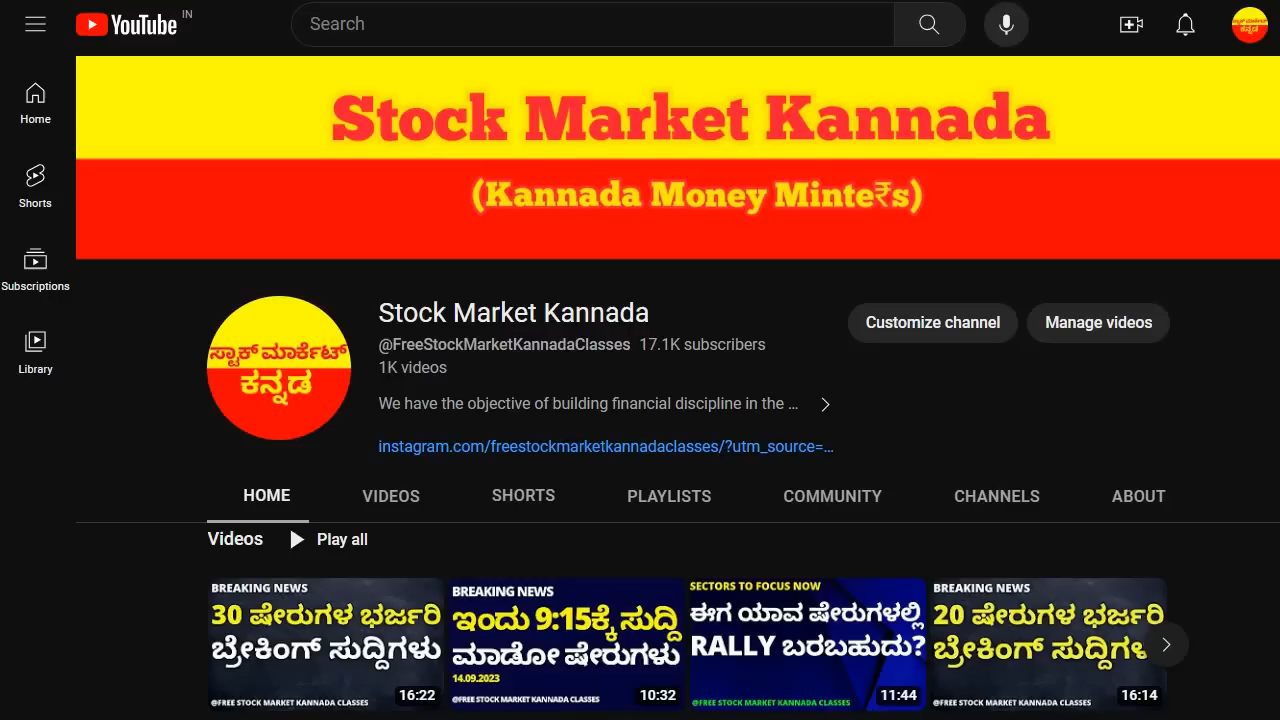 YouTube IN
Search
Home
Shorts
Subscriptions
Library
Stock Market Kannada
(Kannada Money Minte₹s)
ಸ್ಟಾಕ್ ಮಾರ್ಕೆಟ್
ಕನ್ನಡ
Stock Market Kannada
@FreeStockMarketKannadaClasses 17.1K subscribers
1K videos
We have the objective of building financial discipline in the ...
instagram.com/freestockmarketkannadaclasses/?utm_source=...
Customize channel
Manage videos
HOME VIDEOS SHORTS PLAYLISTS COMMUNITY CHANNELS ABOUT
Videos Play all
BREAKING NEWS
30 ಷೇರುಗಳ ಭರ್ಜರಿ
ಬ್ರೇಕಿಂಗ್ ಸುದ್ದಿಗಳು
@FREE STOCK MARKET KANNADA CLASSES
16:22
BREAKING NEWS
ಇಂದು 9:15ಕ್ಕೆ ಸುದ್ದಿ
ಮಾಡೋ ಷೇರುಗಳು
14.09.2023
@FREE STOCK MARKET KANNADA CLASSES
10:32
SECTORS TO FOCUS NOW
ಈಗ ಯಾವ ಷೇರುಗಳಲ್ಲಿ
RALLY ಬರಬಹುದು?
@FREE STOCK MARKET KANNADA CLASSES
11:44
BREAKING NEWS
20 ಷೇರುಗಳ ಭರ್ಜರಿ
ಬ್ರೇಕಿಂಗ್ ಸುದ್ದಿಗಳ
@FREE STOCK MARKET KANNADA CLASSES
16:14